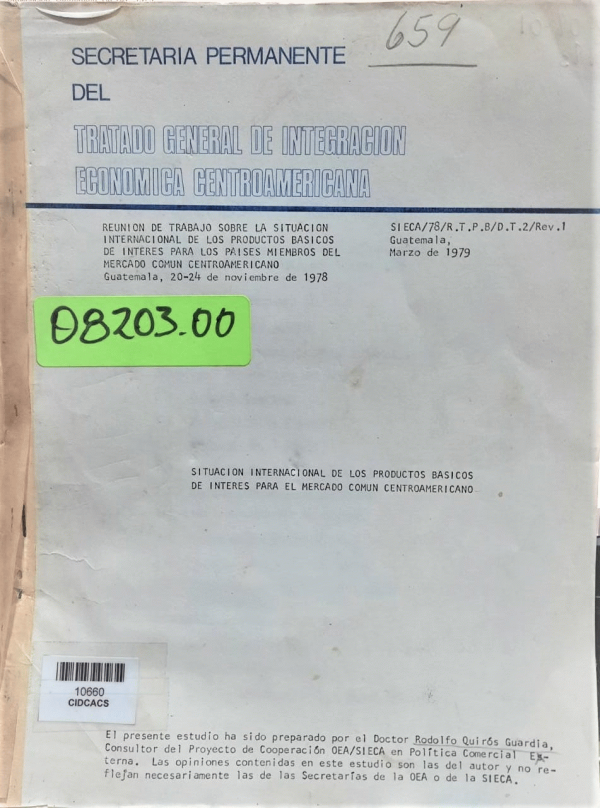 659
SECRETARIA PERMANENTE
DEL
TRATADO GENERAL DE INTEGRACION
ECONOMICA CENTROAMERICANA
REUNION DE TRABAJO SOBRE LA SITUACION
INTERNACIONAL DE LOS PRODUCTOS BASICOS
DE INTERES PARA LOS PAISES MIEMBROS DEL
MERCADO COMUN CENTROAMERICANO
Guatemala, 20-24 de noviembre de 1978
SIECA/78/R.T.P.B/D.T.2/Rev.1
Guatemala,
Marzo de 1979
08203.00
SITUACION INTERNACIONAL DE LOS PRODUCTOS BASICOS
DE INTERES PARA EL MERCADO COMUN CENTROAMERICANO
10660
CIDCACS
El presente estudio ha sido preparado por el Doctor Rodolfo Quirós Guardia,
Consultor del Proyecto de Cooperación OEA/SIECA en Política Comercial Ex-
terna. Las opiniones contenidas en este estudio son las del autor y no re-
flejan necesariamente las de las Secretarías de la OEA o de la SIECA.